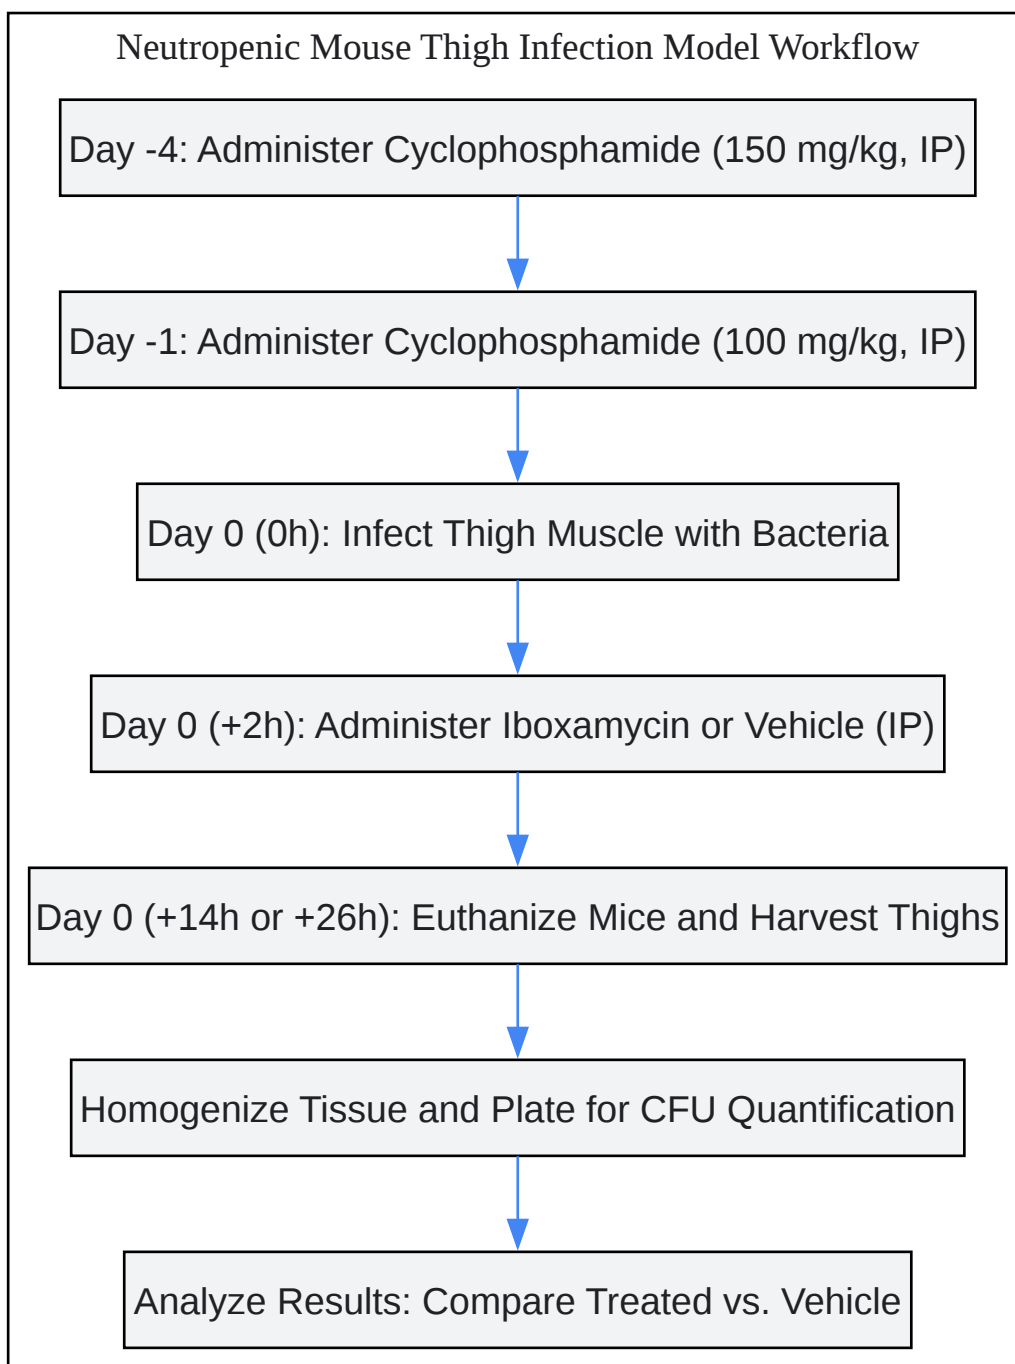 Neutropenic Mouse Thigh Infection Model Workflow
Day -4: Administer Cyclophosphamide (150 mg/kg, IP)
Day -1: Administer Cyclophosphamide (100 mg/kg, IP)
Day 0 (0h): Infect Thigh Muscle with Bacteria
Day 0 (+2h): Administer Iboxamycin or Vehicle (IP)
Day 0 (+14h or +26h): Euthanize Mice and Harvest Thighs
Homogenize Tissue and Plate for CFU Quantification
Analyze Results: Compare Treated vs. Vehicle